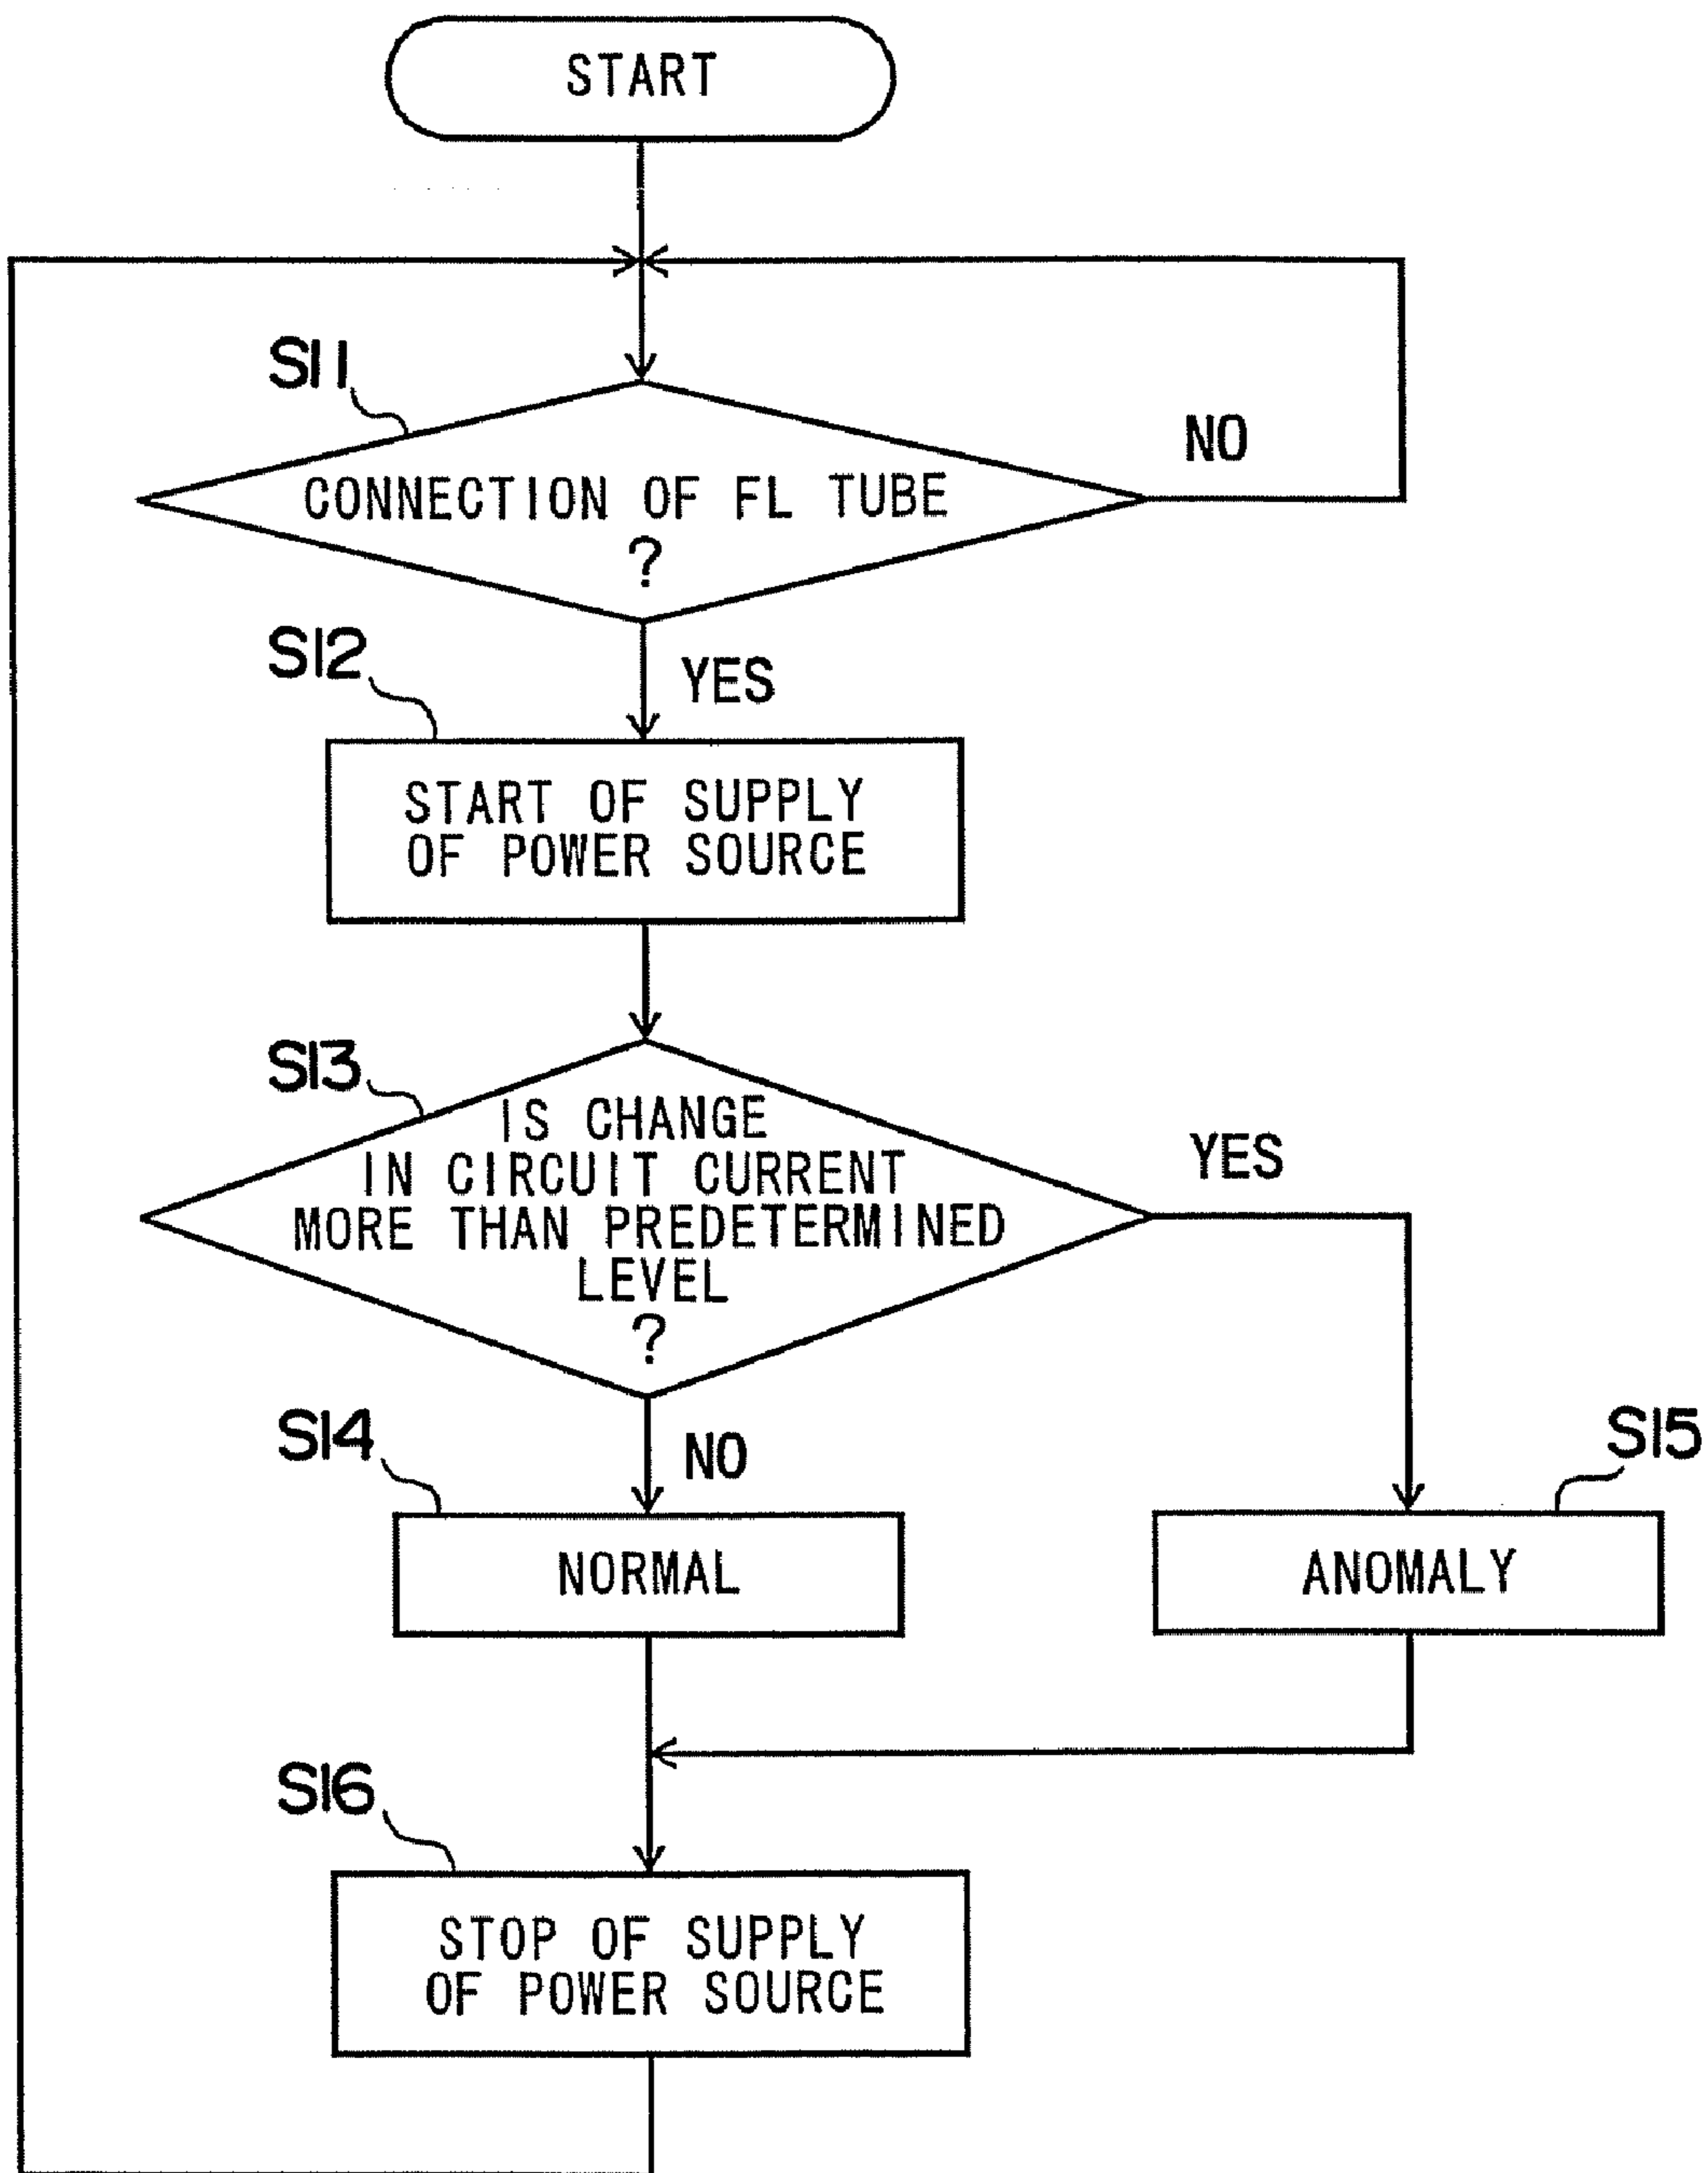 START
S11
NO
CONNECTION OF FL TUBE
?
S12
YES
START OF SUPPLY
OF POWER SOURCE
S13
IS CHANGE
IN CIRCUIT CURRENT
MORE THAN PREDETERMINED
LEVEL
?
YES
S14
NO
S15
NORMAL
ANOMALY
S16
STOP OF SUPPLY
OF POWER SOURCE